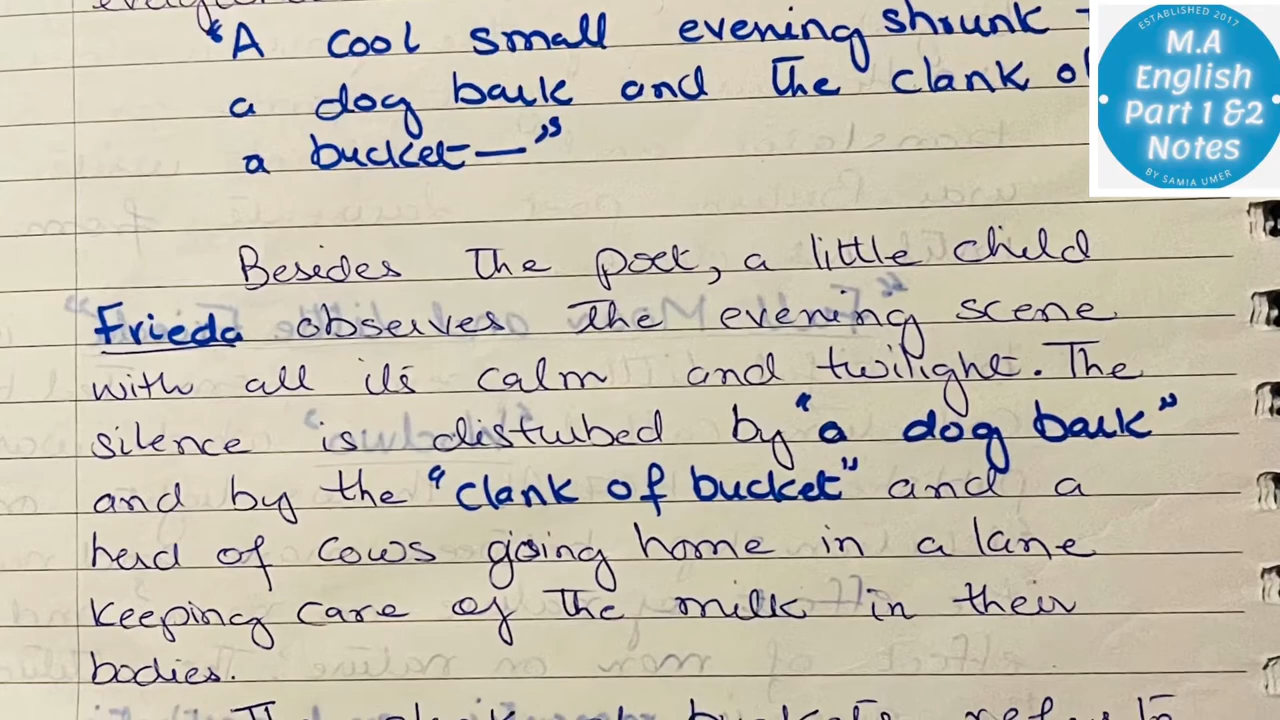 "A cool small evening shrunk
a dog bark and the clank
a bucket—"
ESTABLISHED 2017
M.A
English
Part 1 &2
Notes
BY SAMIA UMER
Besides the poet, a little child
Frieda observes the evening scene
with all its calm and twilight. The
silence is disturbed by "a dog bark"
and by the "clank of bucket" and a
herd of cows going home in a lane
keeping care of the milk in their
bodies.